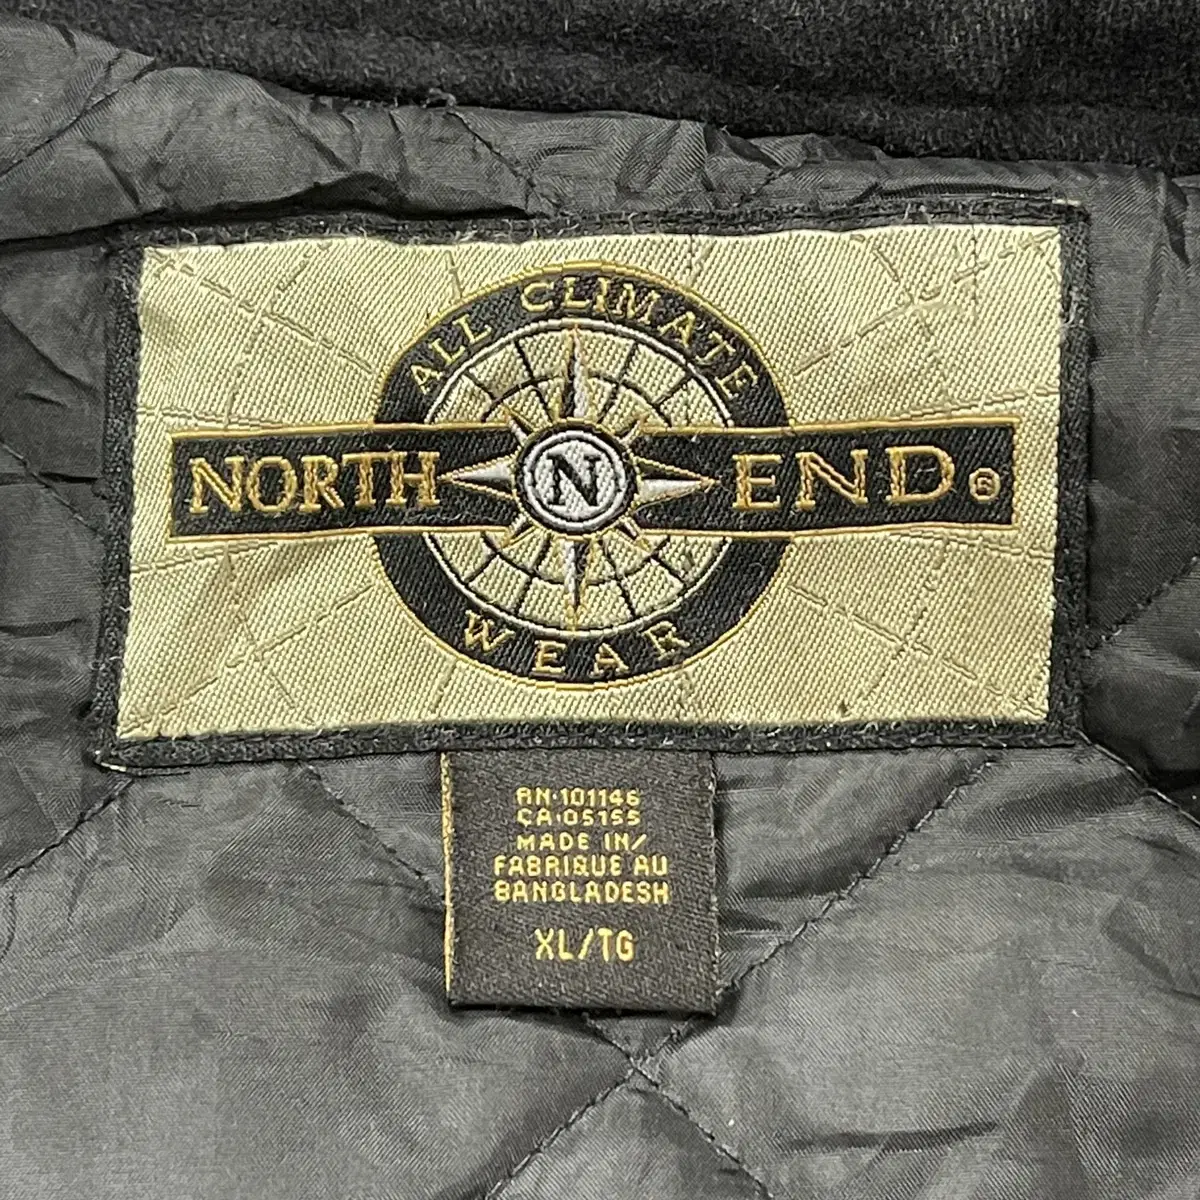 ALL CLIMATE
NORTH N END®
WEAR
RN·101146
CA·05155
MADE IN/
FABRIQUE AU
BANGLADESH
XL/TG